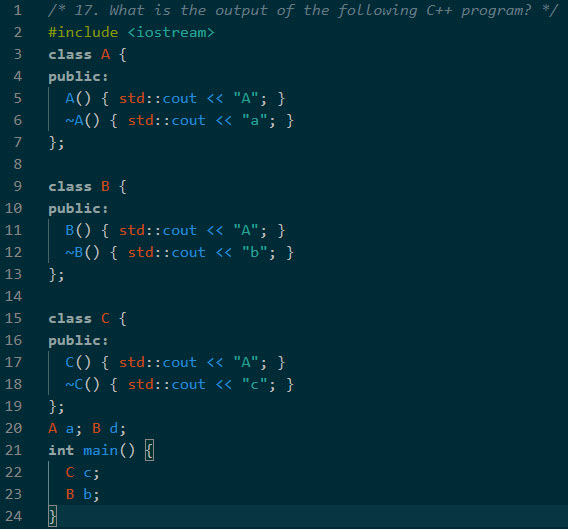 1 /* 17. What is the output of the following C++ program? */
2 #include <iostream>
3 class A {
4 public:
5   A() { std::cout << "A"; }
6   ~A() { std::cout << "a"; }
7 };
8
9 class B {
10 public:
11   B() { std::cout << "A"; }
12   ~B() { std::cout << "b"; }
13 };
14
15 class C {
16 public:
17   C() { std::cout << "A"; }
18   ~C() { std::cout << "c"; }
19 };
20 A a; B d;
21 int main() {
22   C c;
23   B b;
24 }